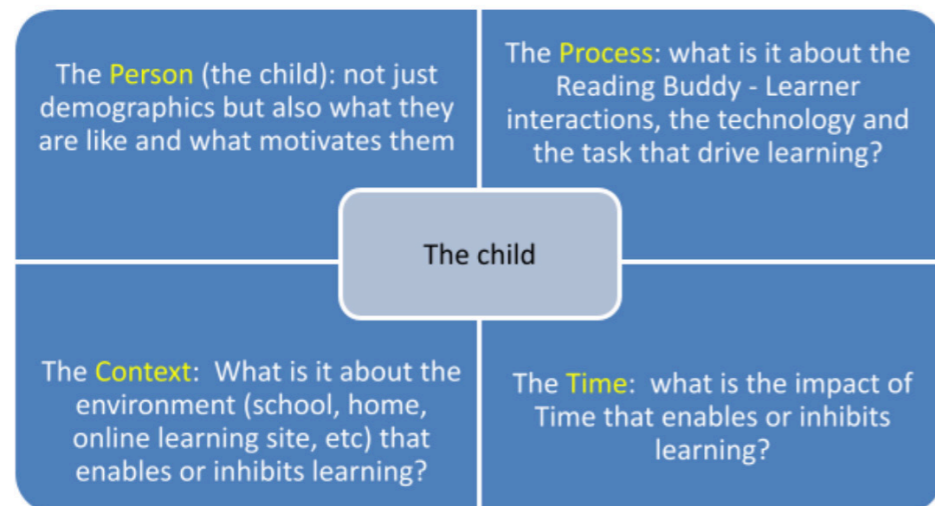 The Person (the child): not just
demographics but also what they
are like and what motivates them
The Process: what is it about the
Reading Buddy - Learner
interactions, the technology and
the task that drive learning?
The child
The Context:  What is it about the
environment (school, home,
online learning site, etc) that
enables or inhibits learning?
The Time:  what is the impact of
Time that enables or inhibits
learning?